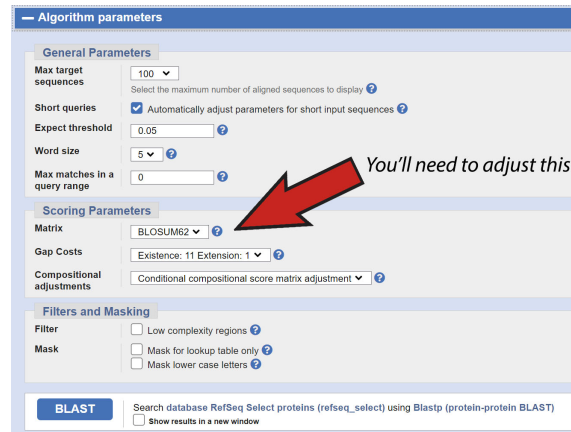 Algorithm parameters
General Parameters
Max target sequences
100
Select the maximum number of aligned sequences to display
Short queries
Automatically adjust parameters for short input sequences
Expect threshold
0.05
Word size
5
Max matches in a query range
0
You'll need to adjust this
Scoring Parameters
Matrix
BLOSUM62
Gap Costs
Existence: 11 Extension: 1
Compositional adjustments
Conditional compositional score matrix adjustment
Filters and Masking
Filter
Low complexity regions
Mask
Mask for lookup table only
Mask lower case letters
BLAST
Search database RefSeq Select proteins (refseq_select) using Blastp (protein-protein BLAST)
Show results in a new window